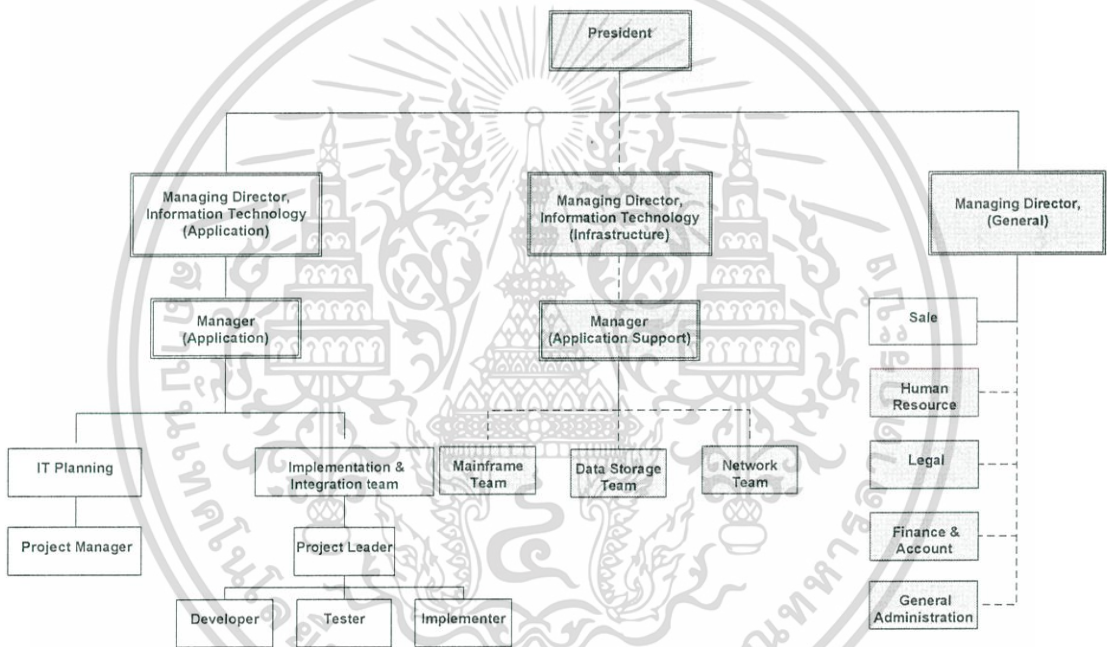 President
Managing Director,
Information Technology
(Application)
Managing Director,
Information Technology
(Infrastructure)
Managing Director,
(General)
Manager
(Application)
Manager
(Application Support)
Sale
Human
Resource
Legal
Finance &
Account
General
Administration
IT Planning
Implementation &
Integration team
Mainframe
Team
Data Storage
Team
Network
Team
Project Manager
Project Leader
Developer
Tester
Implementer